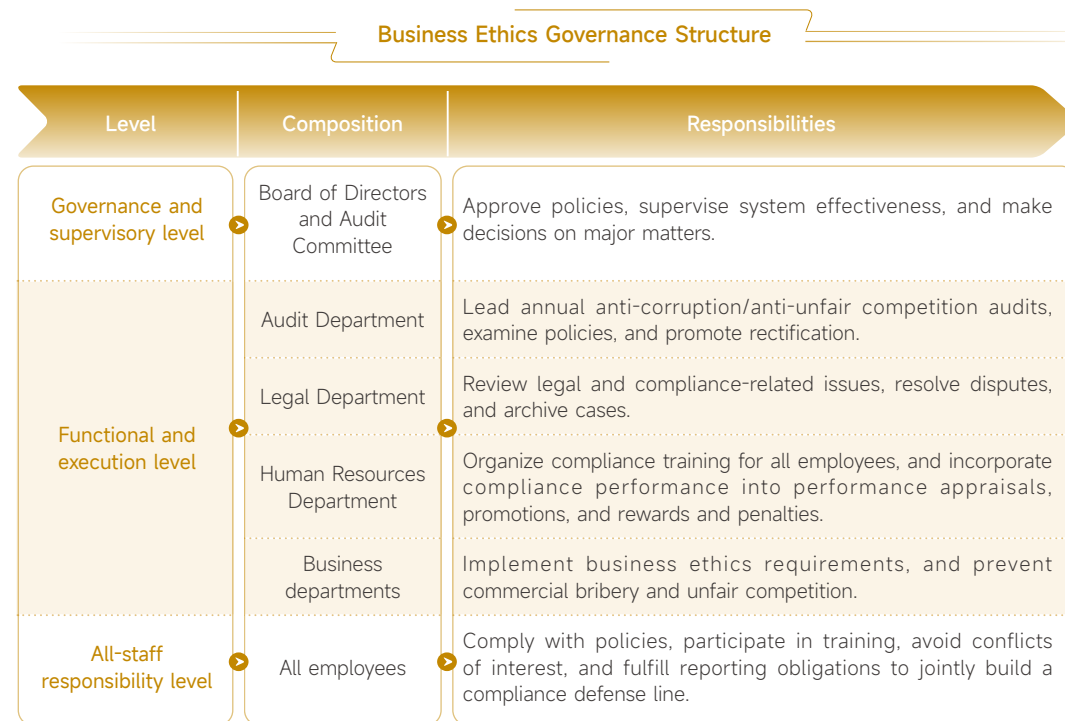 Business Ethics Governance Structure
Level
Composition
Responsibilities
Governance and
supervisory level
Board of Directors
and Audit
Committee
Approve policies, supervise system effectiveness, and make
decisions on major matters.
Functional and
execution level
Audit Department
Lead annual anti-corruption/anti-unfair competition audits,
examine policies, and promote rectification.
Legal Department
Review legal and compliance-related issues, resolve disputes,
and archive cases.
Human Resources
Department
Organize compliance training for all employees, and incorporate
compliance performance into performance appraisals,
promotions, and rewards and penalties.
Business
departments
Implement business ethics requirements, and prevent
commercial bribery and unfair competition.
All-staff
responsibility level
All employees
Comply with policies, participate in training, avoid conflicts
of interest, and fulfill reporting obligations to jointly build a
compliance defense line.